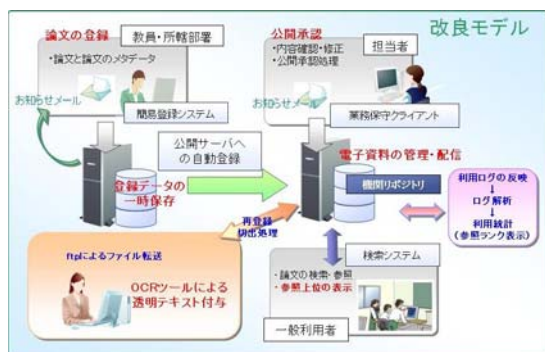 改良モデル
論文の登録
教員・所轄部署
・論文と論文のメタデータ
お知らせメール
簡易登録システム
公開承認
・内容確認・修正
・公開承認処理
担当者
お知らせメール
業務保守クライアント
公開サーバへ
の自動登録
登録データの
一時保存
電子資料の管理・配信
機関リポジトリ
利用ログの反映
↓
ログ解析
↓
利用統計
(参照ランク表示)
再登録
切出処理
ftpによるファイル転送
OCRツールによる
透明テキスト付与
検索システム
・論文の検索・参照
・参照上位の表示
一般利用者